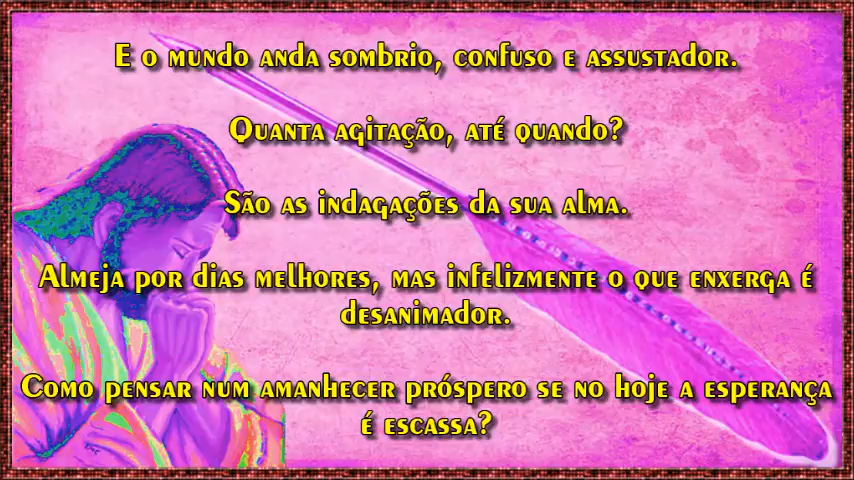 E o mundo anda sombrio, confuso e assustador.
Quanta agitação, até quando?
São as indagações da sua alma.
Almeja por dias melhores, mas infelizmente o que enxerga é
desanimador.
Como pensar num amanhecer próspero se no hoje a esperança
é escassa?